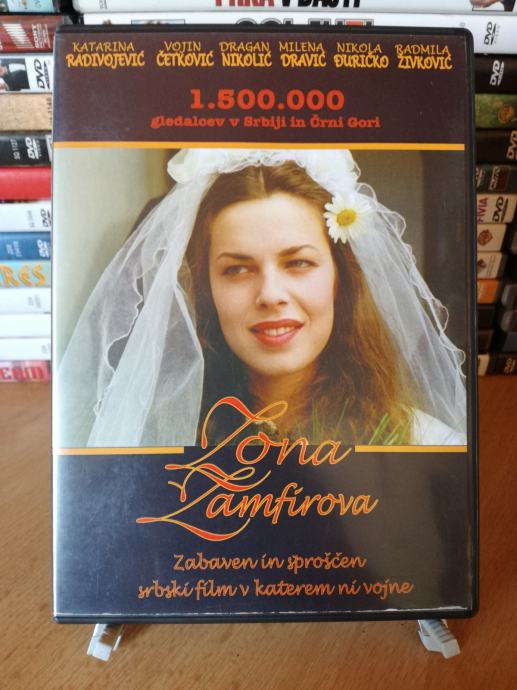 KATARINA RADIVOJEVIĆ
VOJIN ČETKOVIĆ
DRAGAN NIKOLIĆ
MILENA DRAVIĆ
NIKOLA ĐURIČKO
RADMILA ŽIVKOVIĆ
1.500.000
gledalcev v Srbiji in Črni Gori
Zona
Zamfirova
Zabaven in sproščen
srbski film v katerem ni vojne